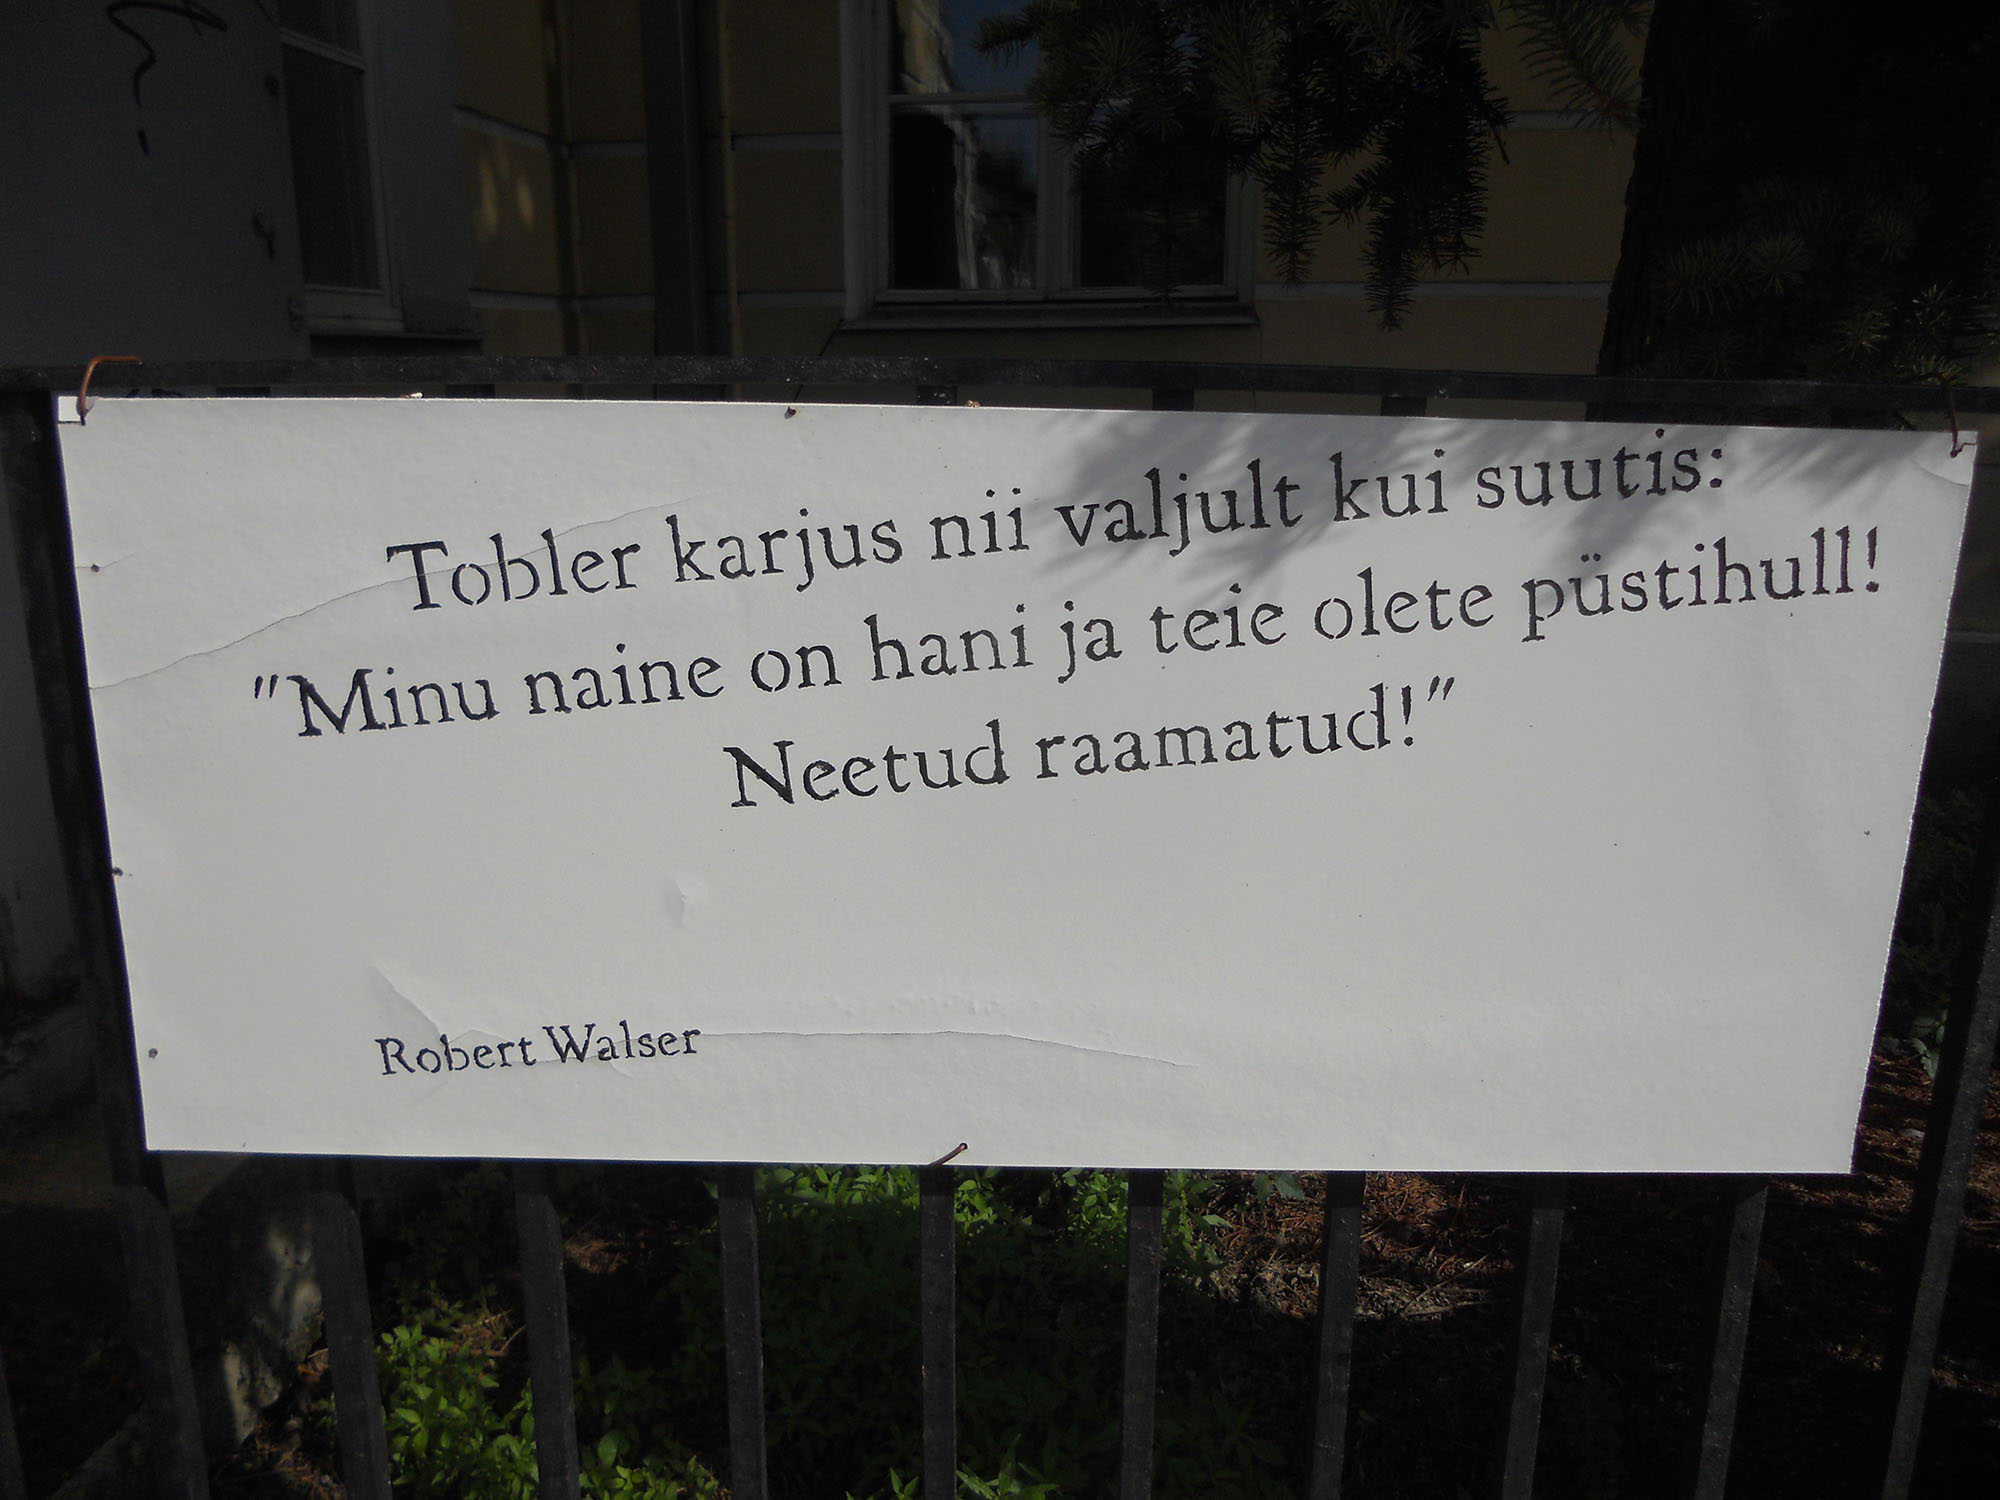 Tobler karjus nii valjult kui suutis:
"Minu naine on hani ja teie olete püstihull!
Neetud raamatud!"
Robert Walser